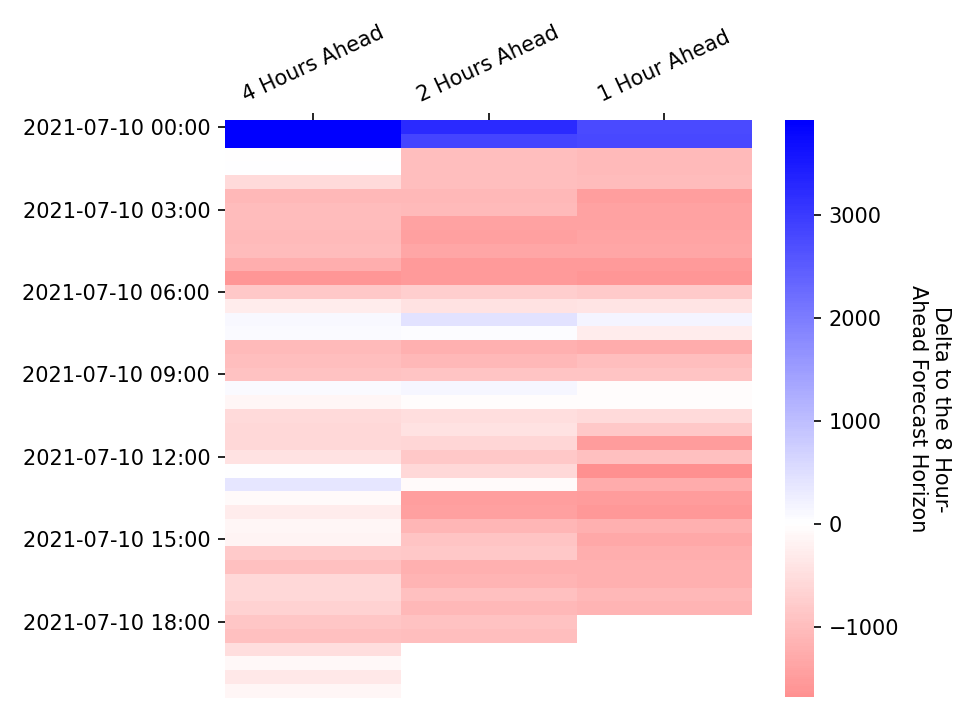 4 Hours Ahead
2 Hours Ahead
1 Hour Ahead
2021-07-10 00:00
2021-07-10 03:00
2021-07-10 06:00
2021-07-10 09:00
2021-07-10 12:00
2021-07-10 15:00
2021-07-10 18:00
3000
2000
1000
0
−1000
Delta to the 8 Hour-
Ahead Forecast Horizon